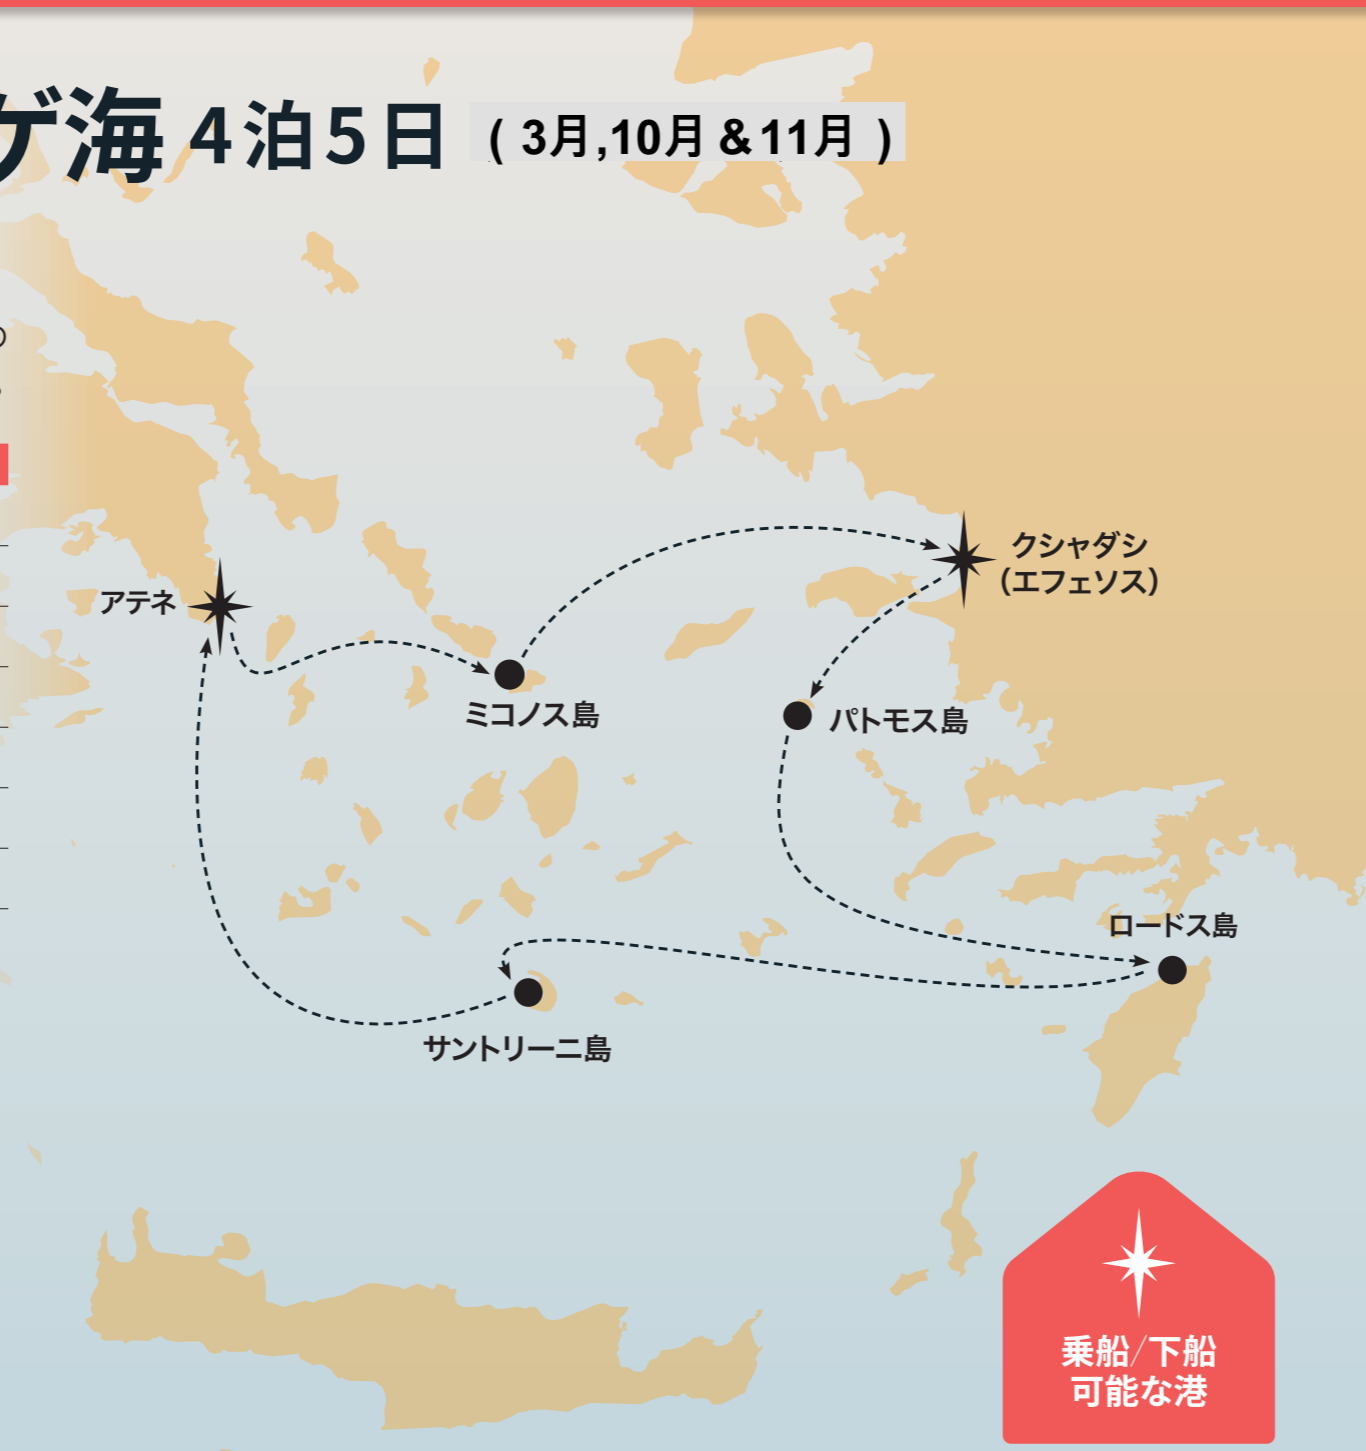 ゲ海 4泊5日 ( 3月,10月 &11月 )
の
クシャダシ
(エフェソス)
アテネ
ミコノス島
パトモス島
ロードス島
サントリーニ島
乗船/下船
可能な港